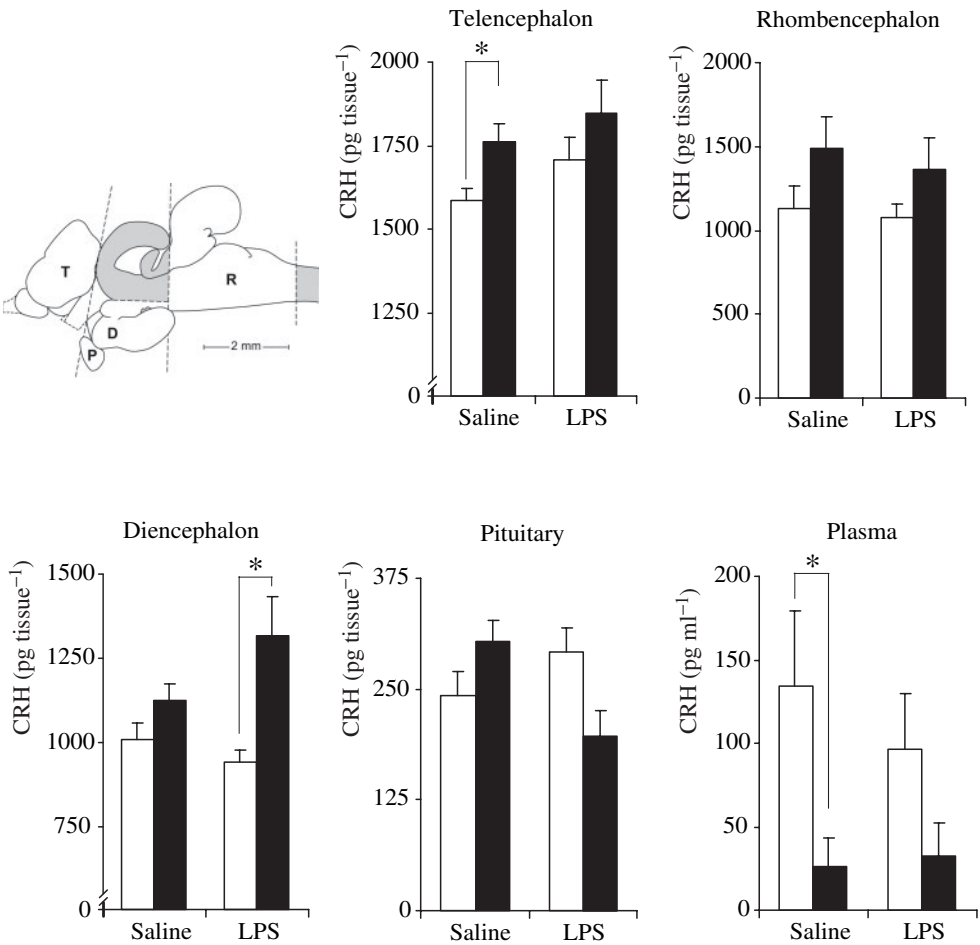 T
R
D
P
2 mm
Telencephalon
CRH (pg tissue⁻¹)
2000
1750
1500
1250
0
*
Saline
LPS
Rhombencephalon
CRH (pg tissue⁻¹)
2000
1500
1000
500
0
Saline
LPS
Diencephalon
CRH (pg tissue⁻¹)
1500
1250
1000
750
0
*
Saline
LPS
Pituitary
CRH (pg tissue⁻¹)
375
250
125
0
Saline
LPS
Plasma
CRH (pg ml⁻¹)
200
150
100
50
0
*
Saline
LPS